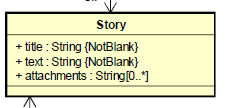 Story
+ title : String {NotBlank}
+ text : String {NotBlank}
+ attachments : String[0..*]